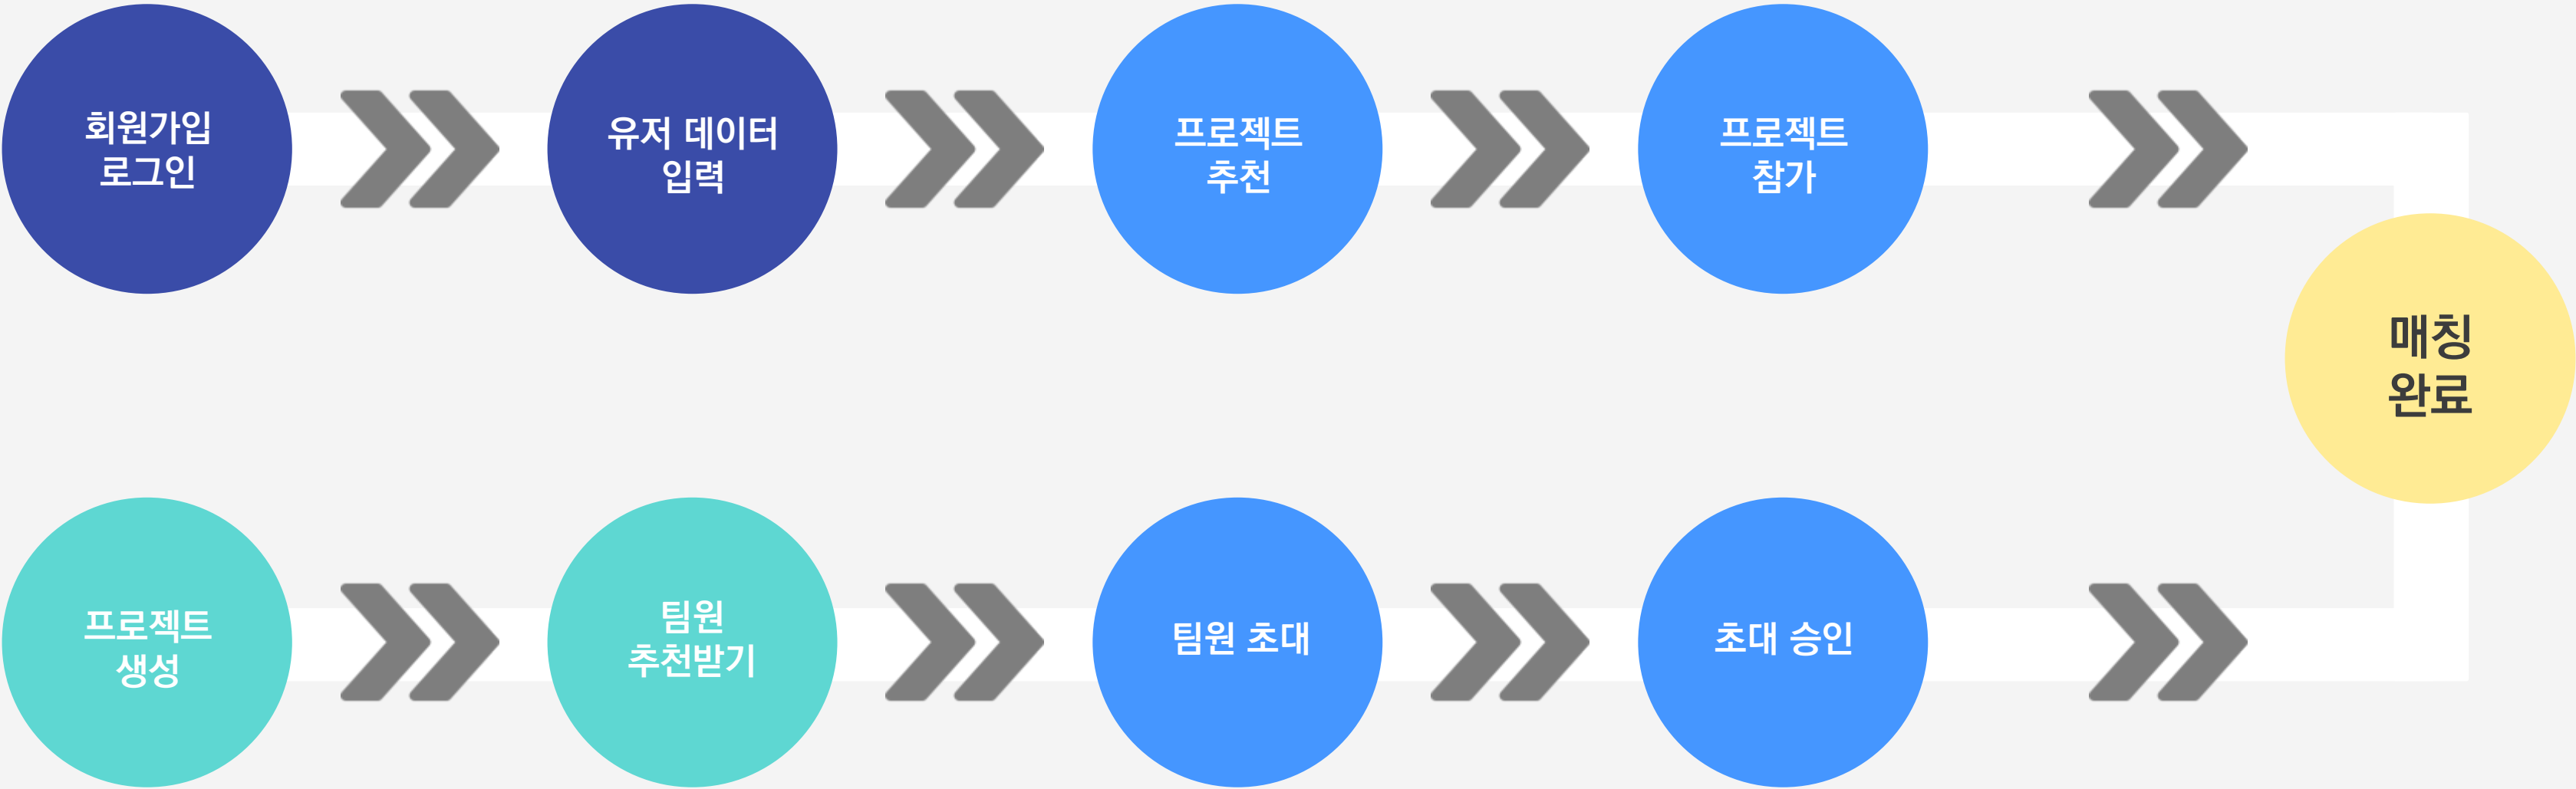 회원가입
로그인
유저 데이터
입력
프로젝트
추천
프로젝트
참가
매칭
완료
프로젝트
생성
팀원
추천받기
팀원 초대
초대 승인